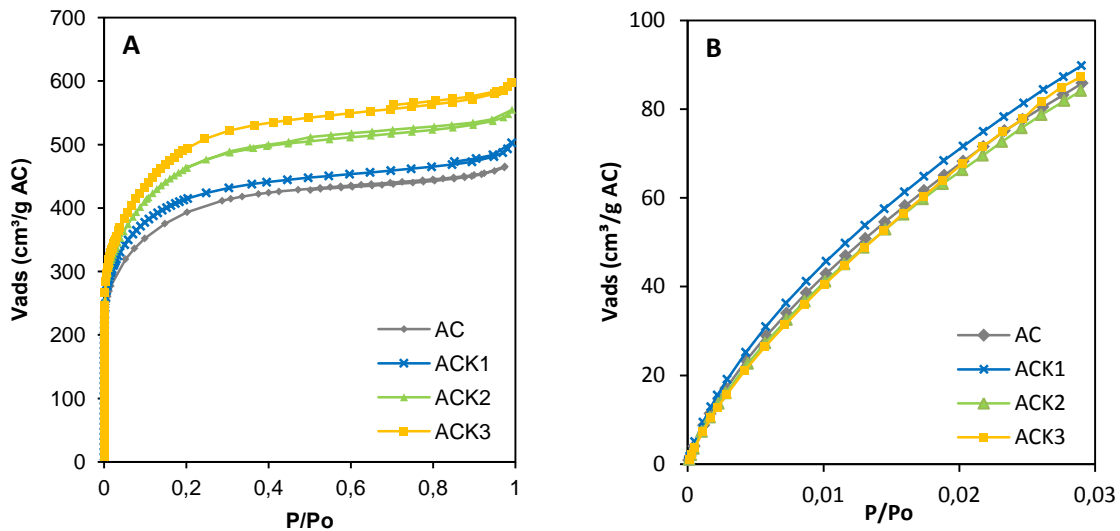 A
Vads (cm³/g AC)
700
600
500
400
300
200
100
0
0
0,2
0,4
0,6
0,8
1
P/Po
AC
ACK1
ACK2
ACK3
B
Vads (cm³/g AC)
100
80
60
40
20
0
0
0,01
0,02
0,03
P/Po
AC
ACK1
ACK2
ACK3